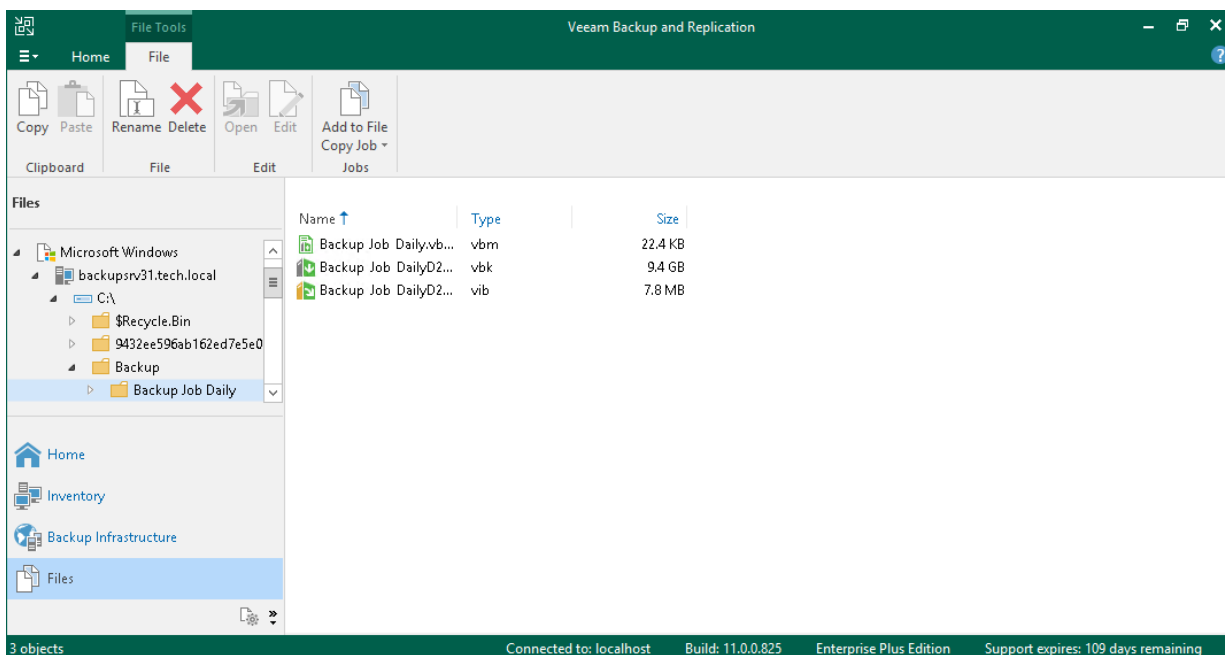 File Tools
Veeam Backup and Replication
Home File
Copy Paste Rename Delete Open Edit Add to File Copy Job
Clipboard File Edit Jobs
Files
Name Type Size
Microsoft Windows
backupsrv31.tech.local
C:\
$Recycle.Bin
9432ee596ab162ed7e5e0
Backup
Backup Job Daily
Backup Job Daily.vb... vbm 22.4 KB
Backup Job DailyD2... vbk 9.4 GB
Backup Job DailyD2... vib 7.8 MB
Home
Inventory
Backup Infrastructure
Files
3 objects Connected to: localhost Build: 11.0.0.825 Enterprise Plus Edition Support expires: 109 days remaining